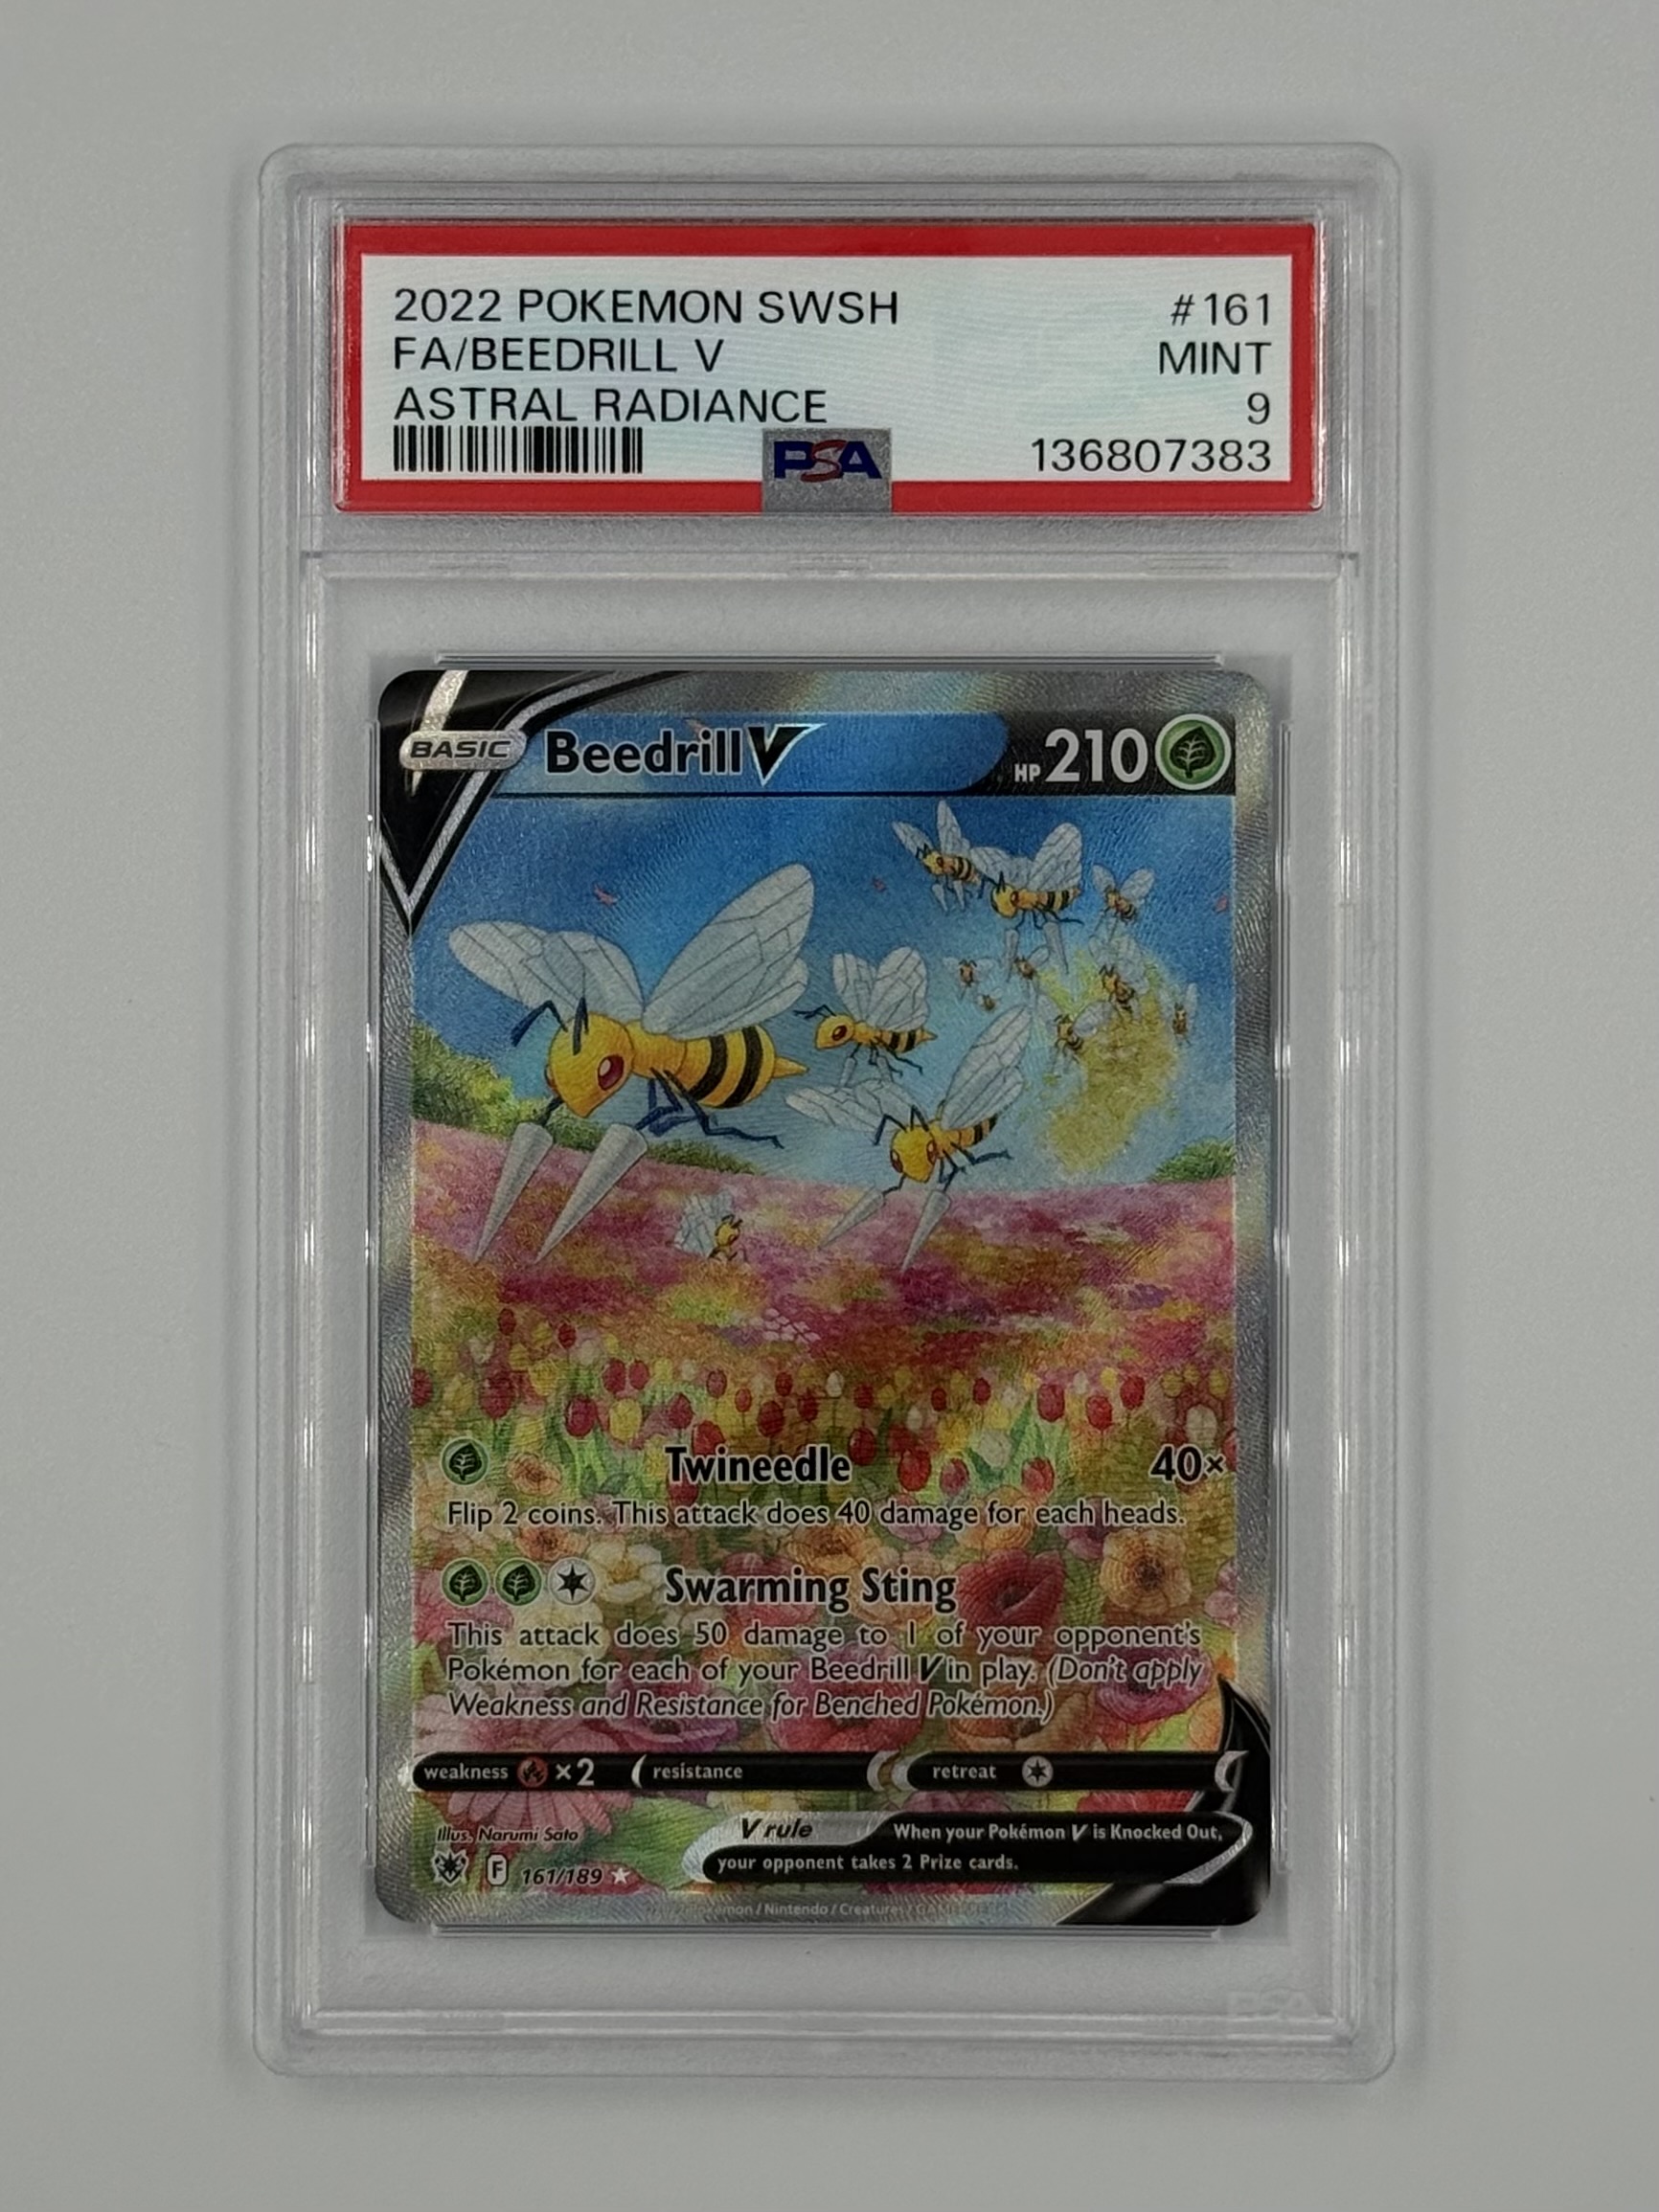 2022 POKEMON SWSH #161
FA/BEEDRILL V MINT
ASTRAL RADIANCE 9
PSA 136807383
BASIC Beedrill V HP 210
Twineedle 40×
Flip 2 coins. This attack does 40 damage for each heads.
Swarming Sting
This attack does 50 damage to 1 of your opponent's
Pokémon for each of your Beedrill V in play. (Don't apply
Weakness and Resistance for Benched Pokémon.)
weakness ×2 resistance retreat
Illus. Narumi Sato
V rule When your Pokémon V is Knocked Out,
your opponent takes 2 Prize cards.
F 161/189
Pokémon / Nintendo / Creatures /
PSA